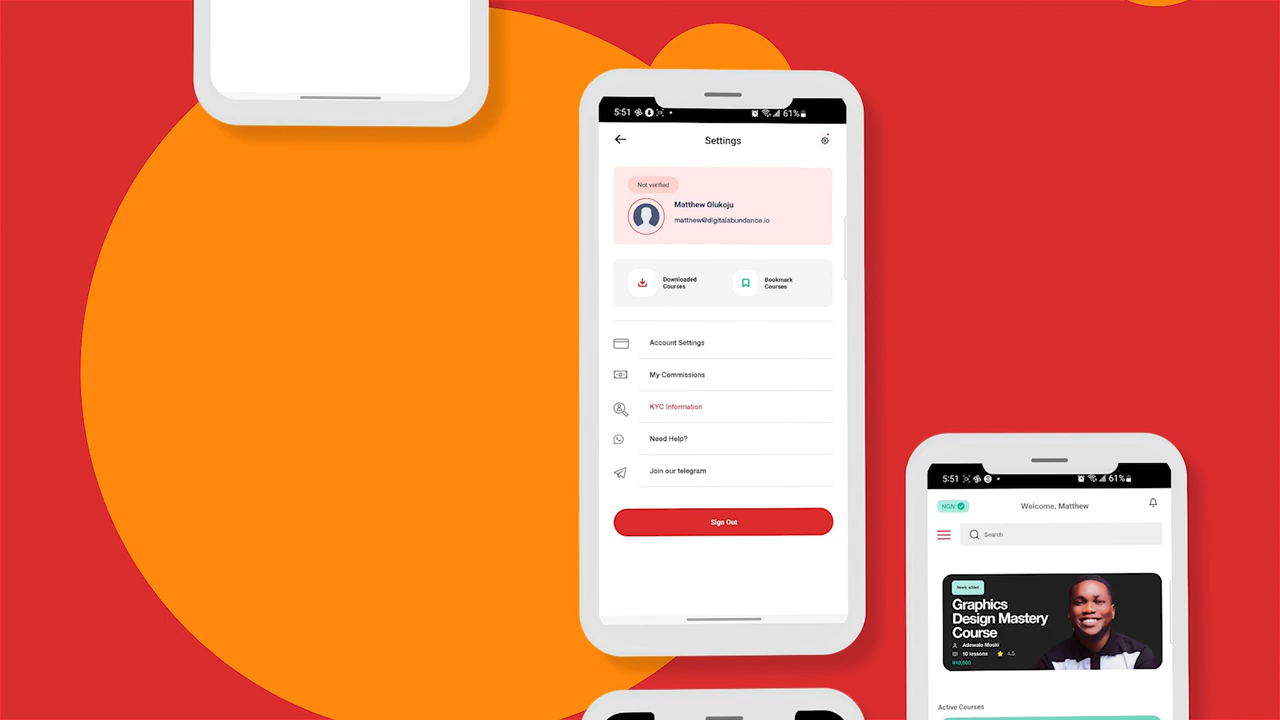 5:51
61%
Settings
Not verified
Matthew Olukoju
matthew@digitalabundance.io
Downloaded
Courses
Bookmark
Courses
Account Settings
My Commissions
KYC Information
Need Help?
Join our telegram
Sign Out
5:51
61%
NGN
Welcome, Matthew
Search
Newly added
Graphics
Design Mastery
Course
Adewale Moski
10 lessons
4.5
Active Courses